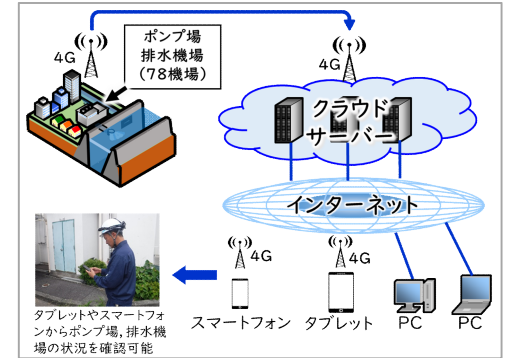 4G
ポンプ場
排水機場
(78機場)
4G
クラウド
サーバー
インターネット
4G
4G
スマートフォン
タブレット
PC
PC
タブレットやスマートフォ
ンからポンプ場,排水機
場の状況を確認可能